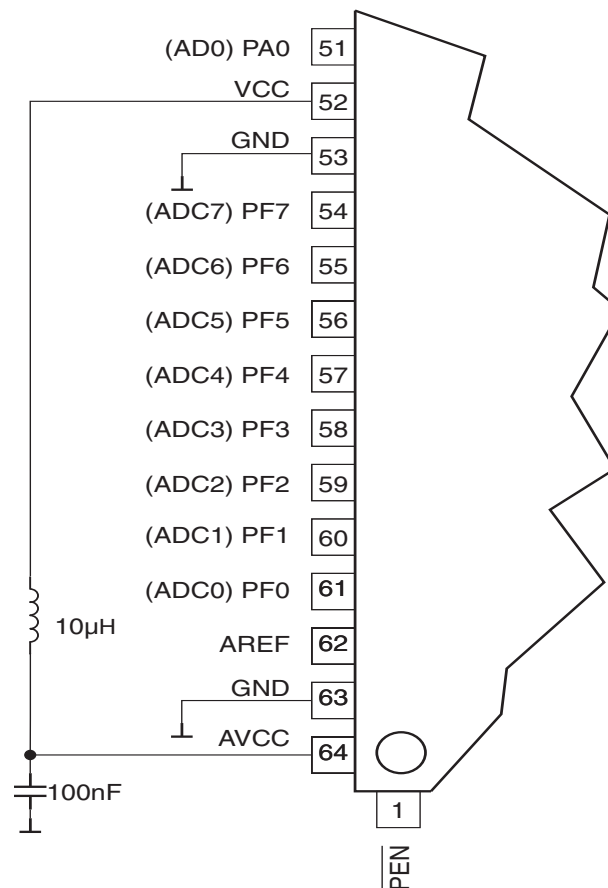 (AD0) PA0 51
VCC 52
GND 53
(ADC7) PF7 54
(ADC6) PF6 55
(ADC5) PF5 56
(ADC4) PF4 57
(ADC3) PF3 58
(ADC2) PF2 59
(ADC1) PF1 60
(ADC0) PF0 61
10µH
AREF 62
GND 63
AVCC 64
100nF
1
PEN